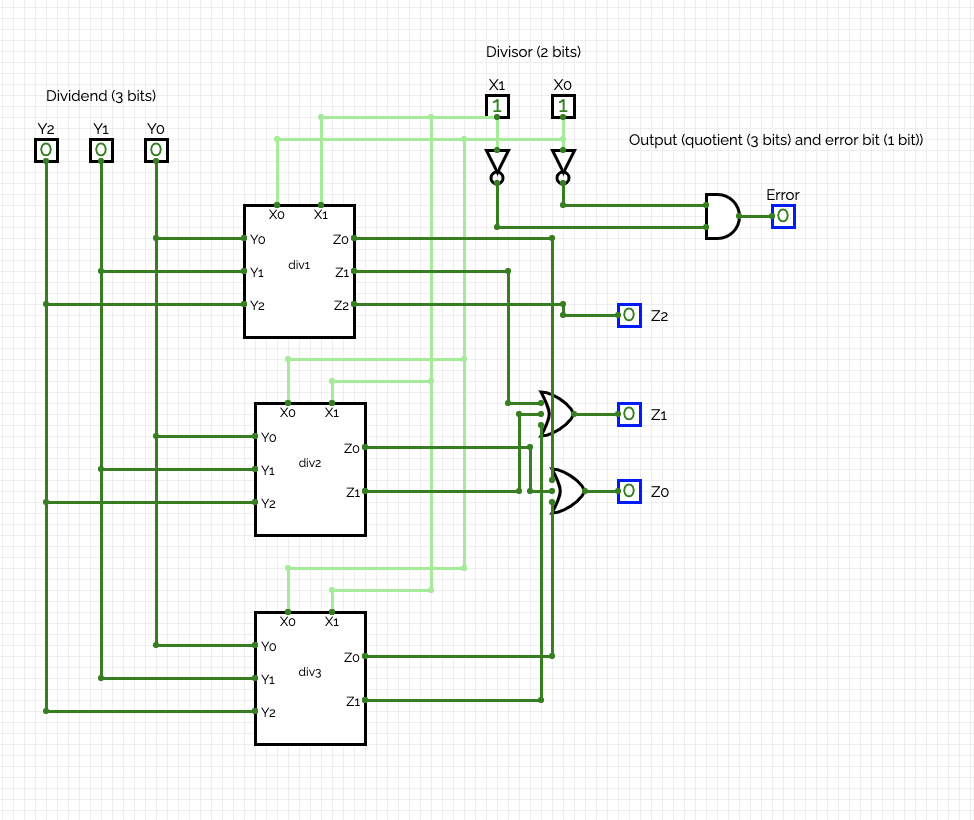 Divisor (2 bits)
X1 X0
1 1
Dividend (3 bits)
Y2 Y1 Y0
0 0 0
Output (quotient (3 bits) and error bit (1 bit))
Error
0
X0 X1
Y0 Z0
div1
Y1 Z1
Y2 Z2
0 Z2
X0 X1
0 Z1
Y0
Z0
div2
Y1
Z1
0 Z0
Y2
X0 X1
Y0
Z0
div3
Y1
Z1
Y2